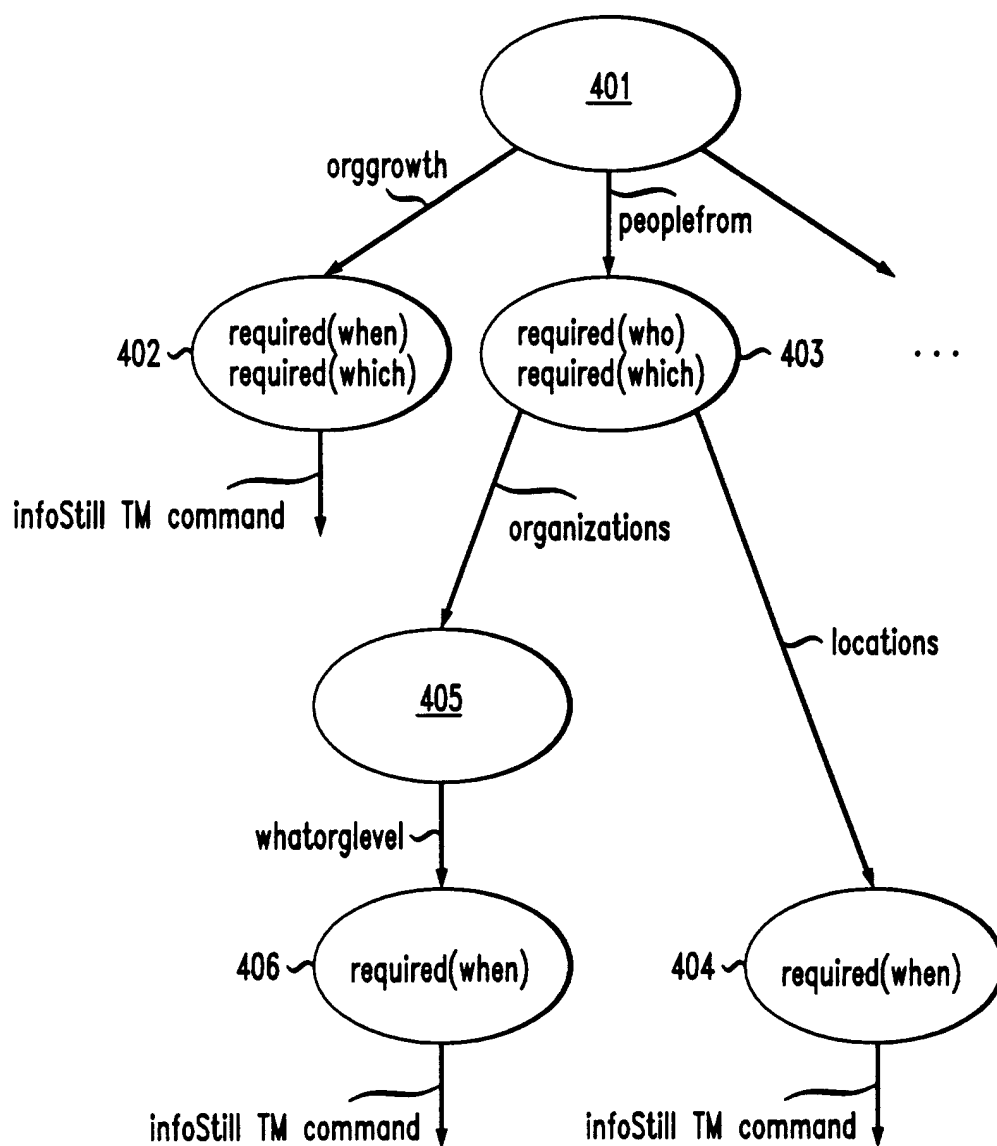 401
orggrowth
peoplefrom
402
required(when)
required(which)
required(who)
required(which)
403
...
infoStill TM command
organizations
locations
405
whatorglevel
406
required(when)
404
required(when)
infoStill TM command
infoStill TM command